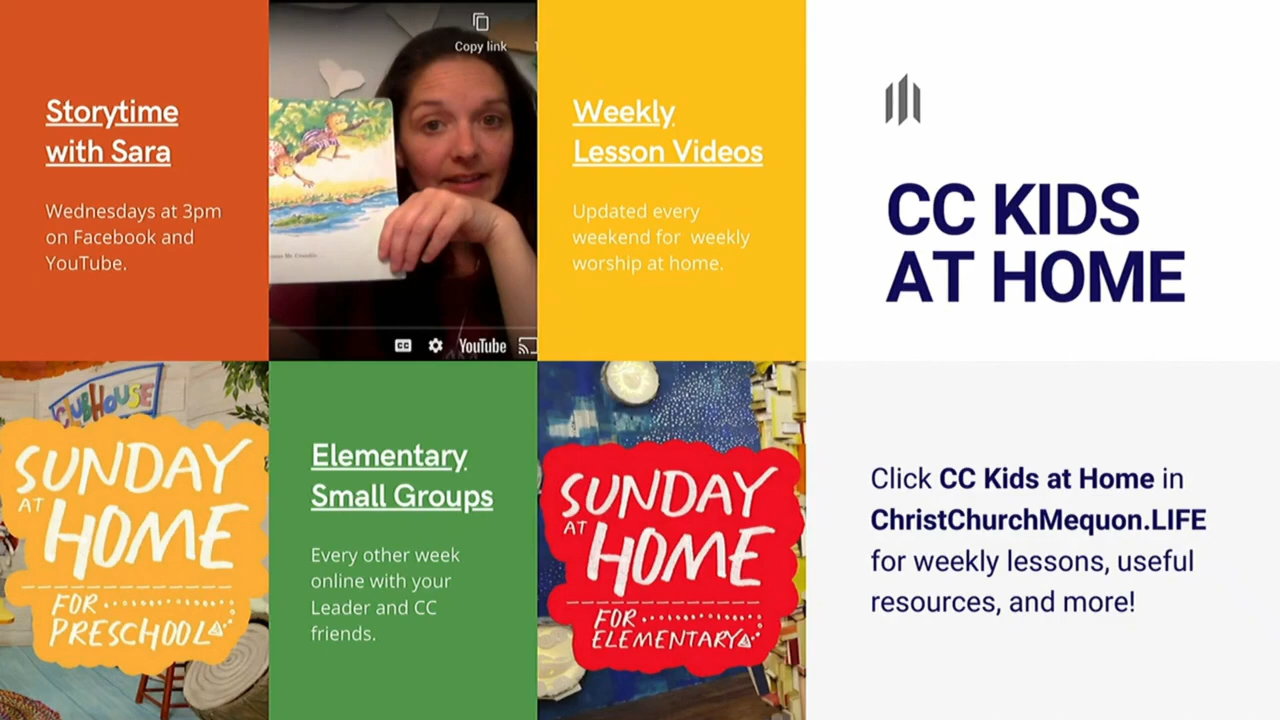 Storytime
with Sara
Wednesdays at 3pm
on Facebook and
YouTube.
Copy link
CC
YouTube
Weekly
Lesson Videos
Updated every
weekend for weekly
worship at home.
CC KIDS
AT HOME
CLUBHOUSE
SUNDAY
AT HOME
FOR
PRESCHOOL
Elementary
Small Groups
Every other week
online with your
Leader and CC
friends.
SUNDAY
AT HOME
FOR
ELEMENTARY
Click CC Kids at Home in
ChristChurchMequon.LIFE
for weekly lessons, useful
resources, and more!